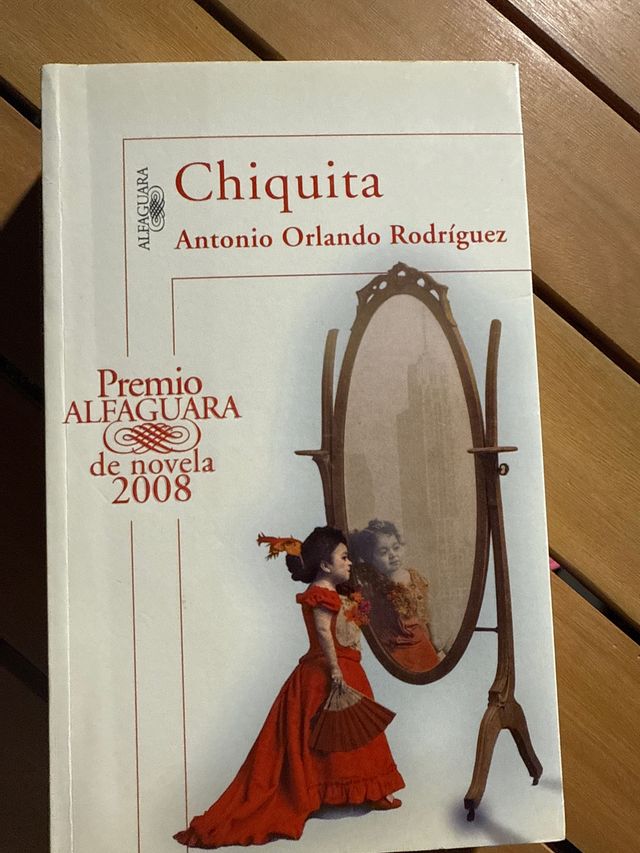 ALFAGUARA
Chiquita
Antonio Orlando Rodríguez
Premio
ALFAGUARA
de novela
2008